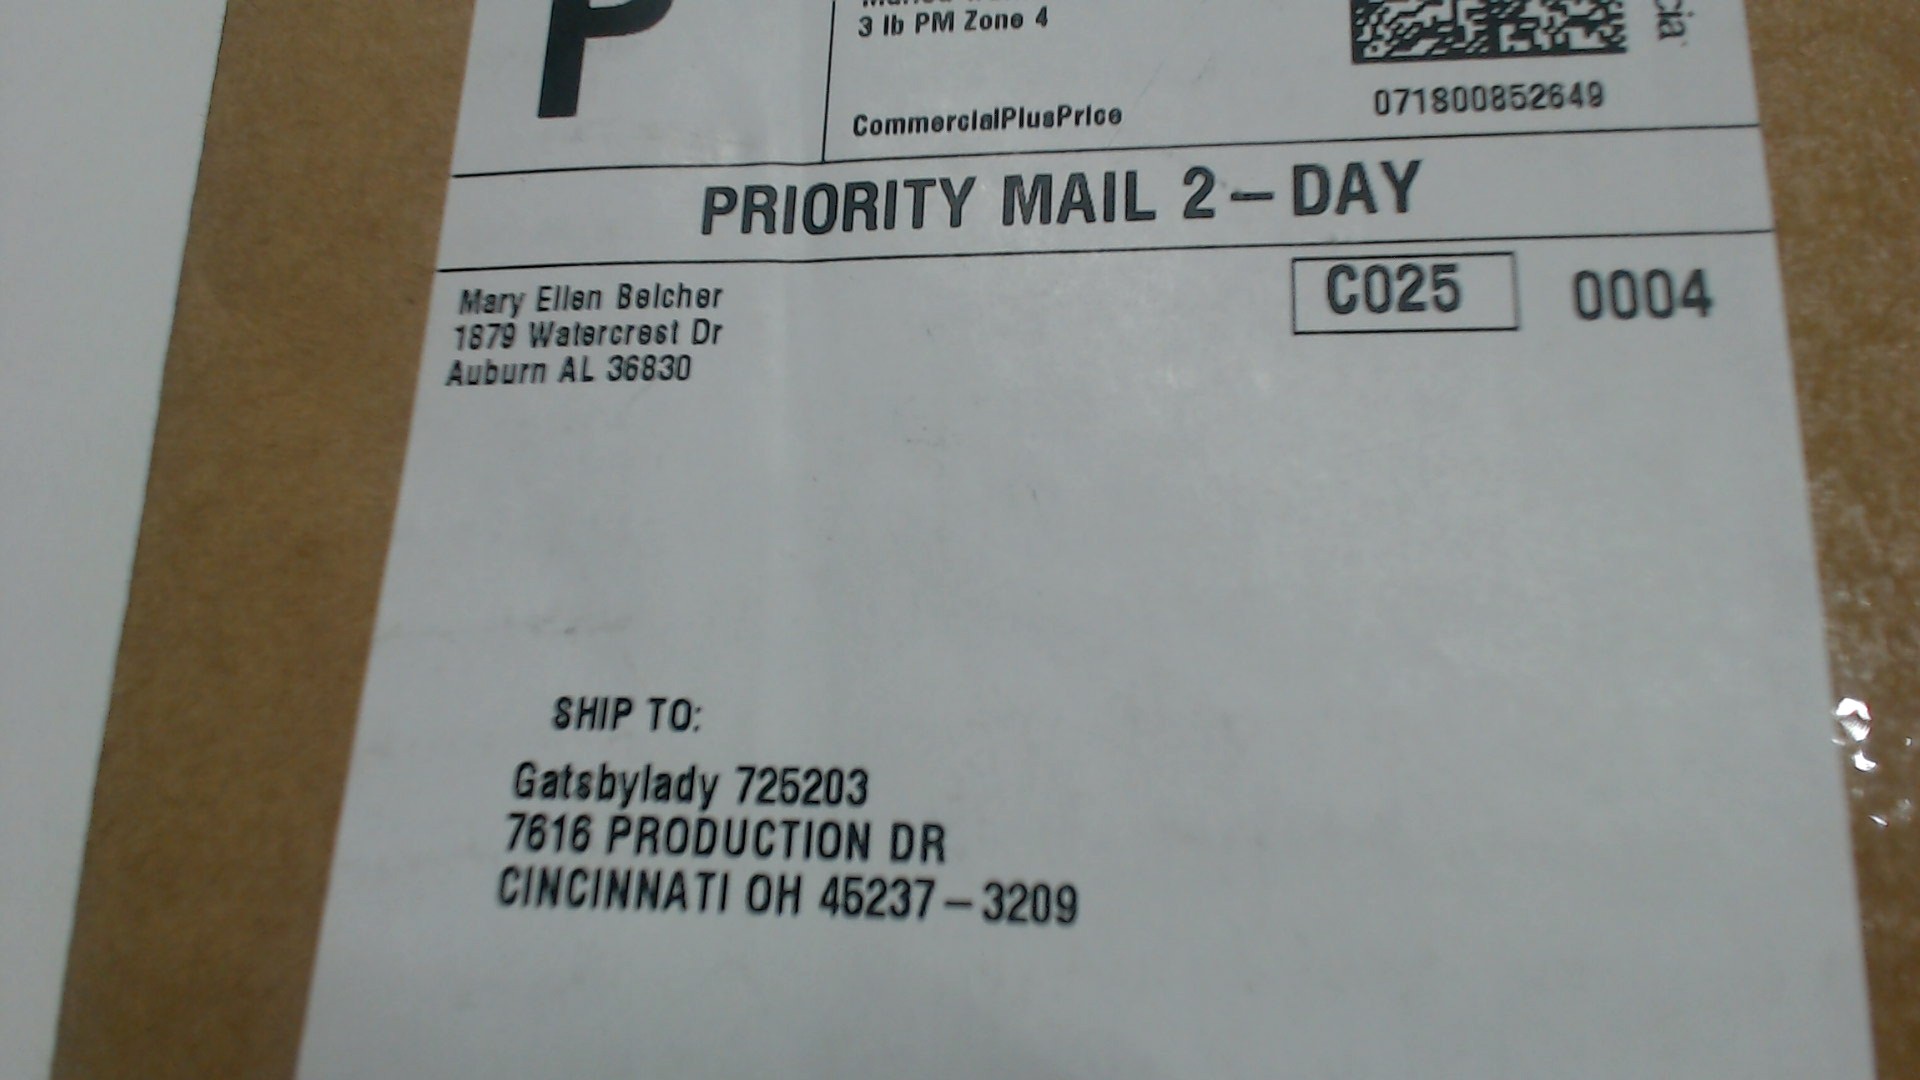 P
3 lb PM Zone 4
CommercialPlusPrice
071800852649
PRIORITY MAIL 2-DAY
Mary Ellen Belcher
1879 Watercrest Dr
Auburn AL 36830
C025
0004
SHIP TO:
Gatsbylady 725203
7616 PRODUCTION DR
CINCINNATI OH 45237-3209